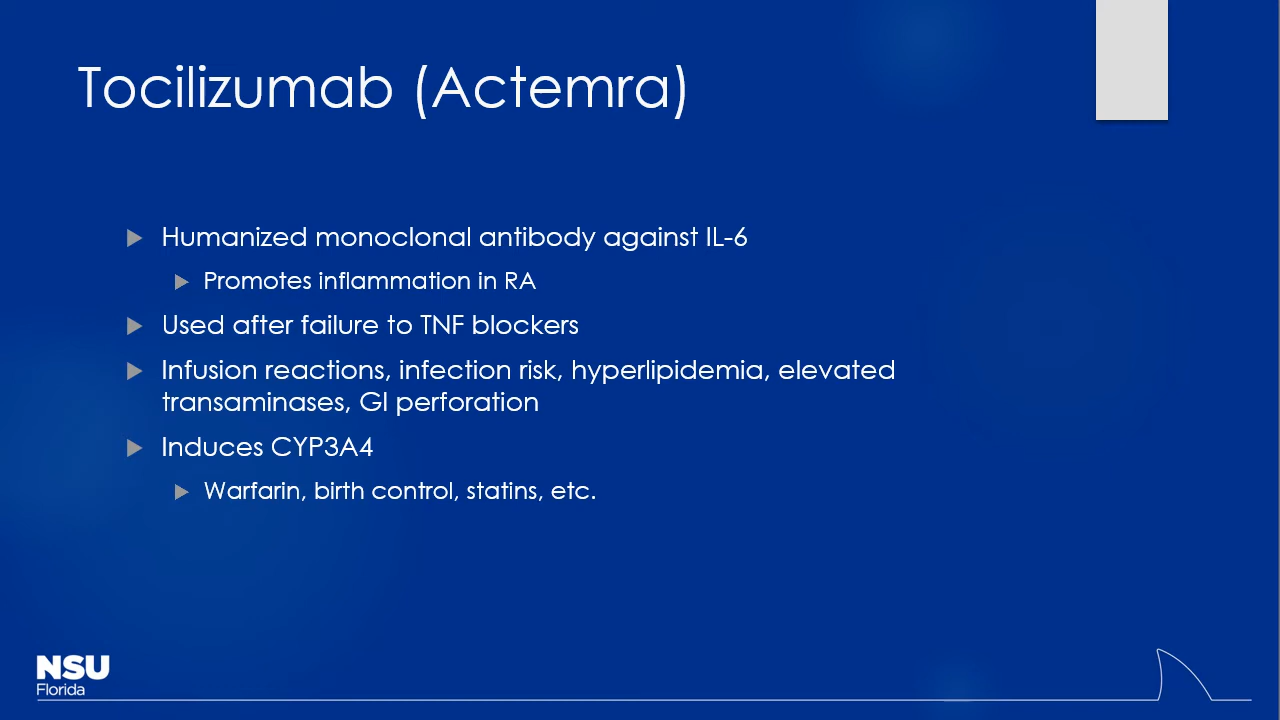 Tocilizumab (Actemra)
Humanized monoclonal antibody against IL-6
Promotes inflammation in RA
Used after failure to TNF blockers
Infusion reactions, infection risk, hyperlipidemia, elevated
transaminases, GI perforation
Induces CYP3A4
Warfarin, birth control, statins, etc.
NSU
Florida